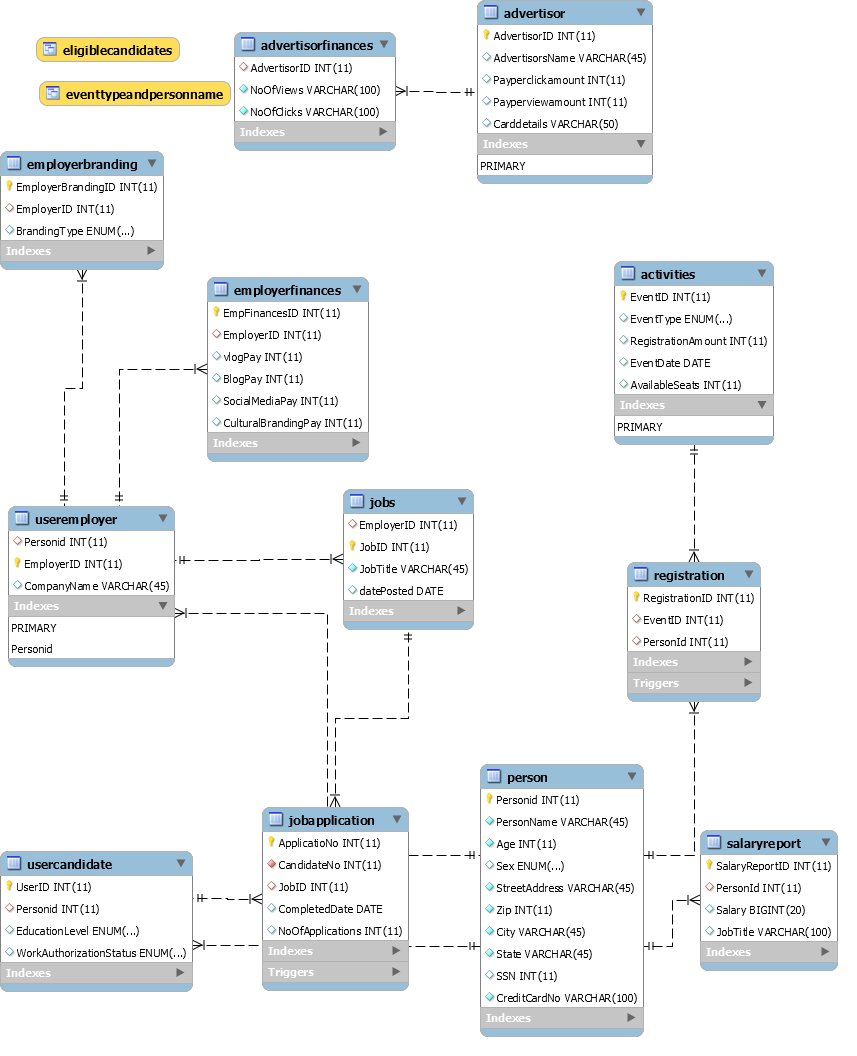 eligiblecandidates
eventtypeandpersonname
advertisorfinances
AdvertisorID INT(11)
NoOfViews VARCHAR(100)
NoOfClicks VARCHAR(100)
Indexes
advertisor
AdvertisorID INT(11)
AdvertisorsName VARCHAR(45)
Payperclickamount INT(11)
Payperviewamount INT(11)
Carddetails VARCHAR(50)
Indexes
PRIMARY
employerbranding
EmployerBrandingID INT(11)
EmployerID INT(11)
BrandingType ENUM(...)
Indexes
employerfinances
EmpFinancesID INT(11)
EmployerID INT(11)
vlogPay INT(11)
BlogPay INT(11)
SocialMediaPay INT(11)
CulturalBrandingPay INT(11)
Indexes
activities
EventID INT(11)
EventType ENUM(...)
RegistrationAmount INT(11)
EventDate DATE
AvailableSeats INT(11)
Indexes
PRIMARY
useremployer
Personid INT(11)
EmployerID INT(11)
CompanyName VARCHAR(45)
Indexes
PRIMARY
Personid
jobs
EmployerID INT(11)
JobID INT(11)
JobTitle VARCHAR(45)
datePosted DATE
Indexes
registration
RegistrationID INT(11)
EventID INT(11)
PersonId INT(11)
Indexes
Triggers
usercandidate
UserID INT(11)
Personid INT(11)
EducationLevel ENUM(...)
WorkAuthorizationStatus ENUM(...)
Indexes
jobapplication
ApplicatioNo INT(11)
CandidateNo INT(11)
JobID INT(11)
CompletedDate DATE
NoOfApplications INT(11)
Indexes
Triggers
person
Personid INT(11)
PersonName VARCHAR(45)
Age INT(11)
Sex ENUM(...)
StreetAddress VARCHAR(45)
Zip INT(11)
City VARCHAR(45)
State VARCHAR(45)
SSN INT(11)
CreditCardNo VARCHAR(100)
Indexes
salaryreport
SalaryReportID INT(11)
PersonId INT(11)
Salary BIGINT(20)
JobTitle VARCHAR(100)
Indexes